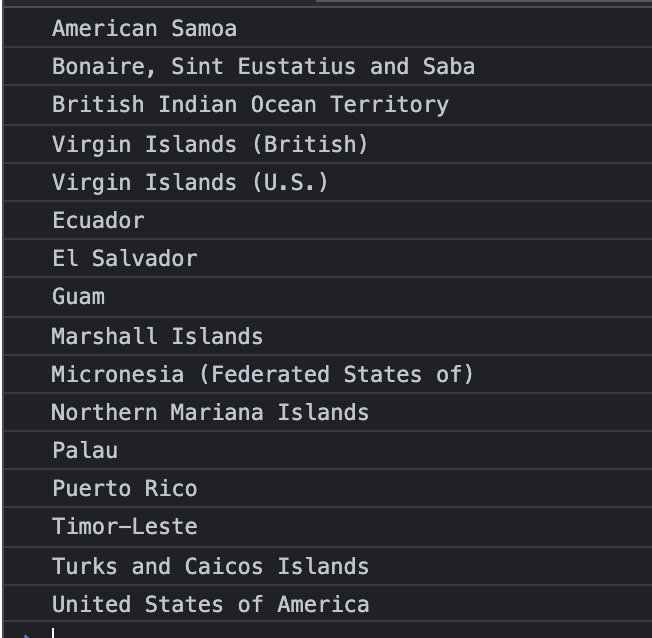 American Samoa
Bonaire, Sint Eustatius and Saba
British Indian Ocean Territory
Virgin Islands (British)
Virgin Islands (U.S.)
Ecuador
El Salvador
Guam
Marshall Islands
Micronesia (Federated States of)
Northern Mariana Islands
Palau
Puerto Rico
Timor-Leste
Turks and Caicos Islands
United States of America